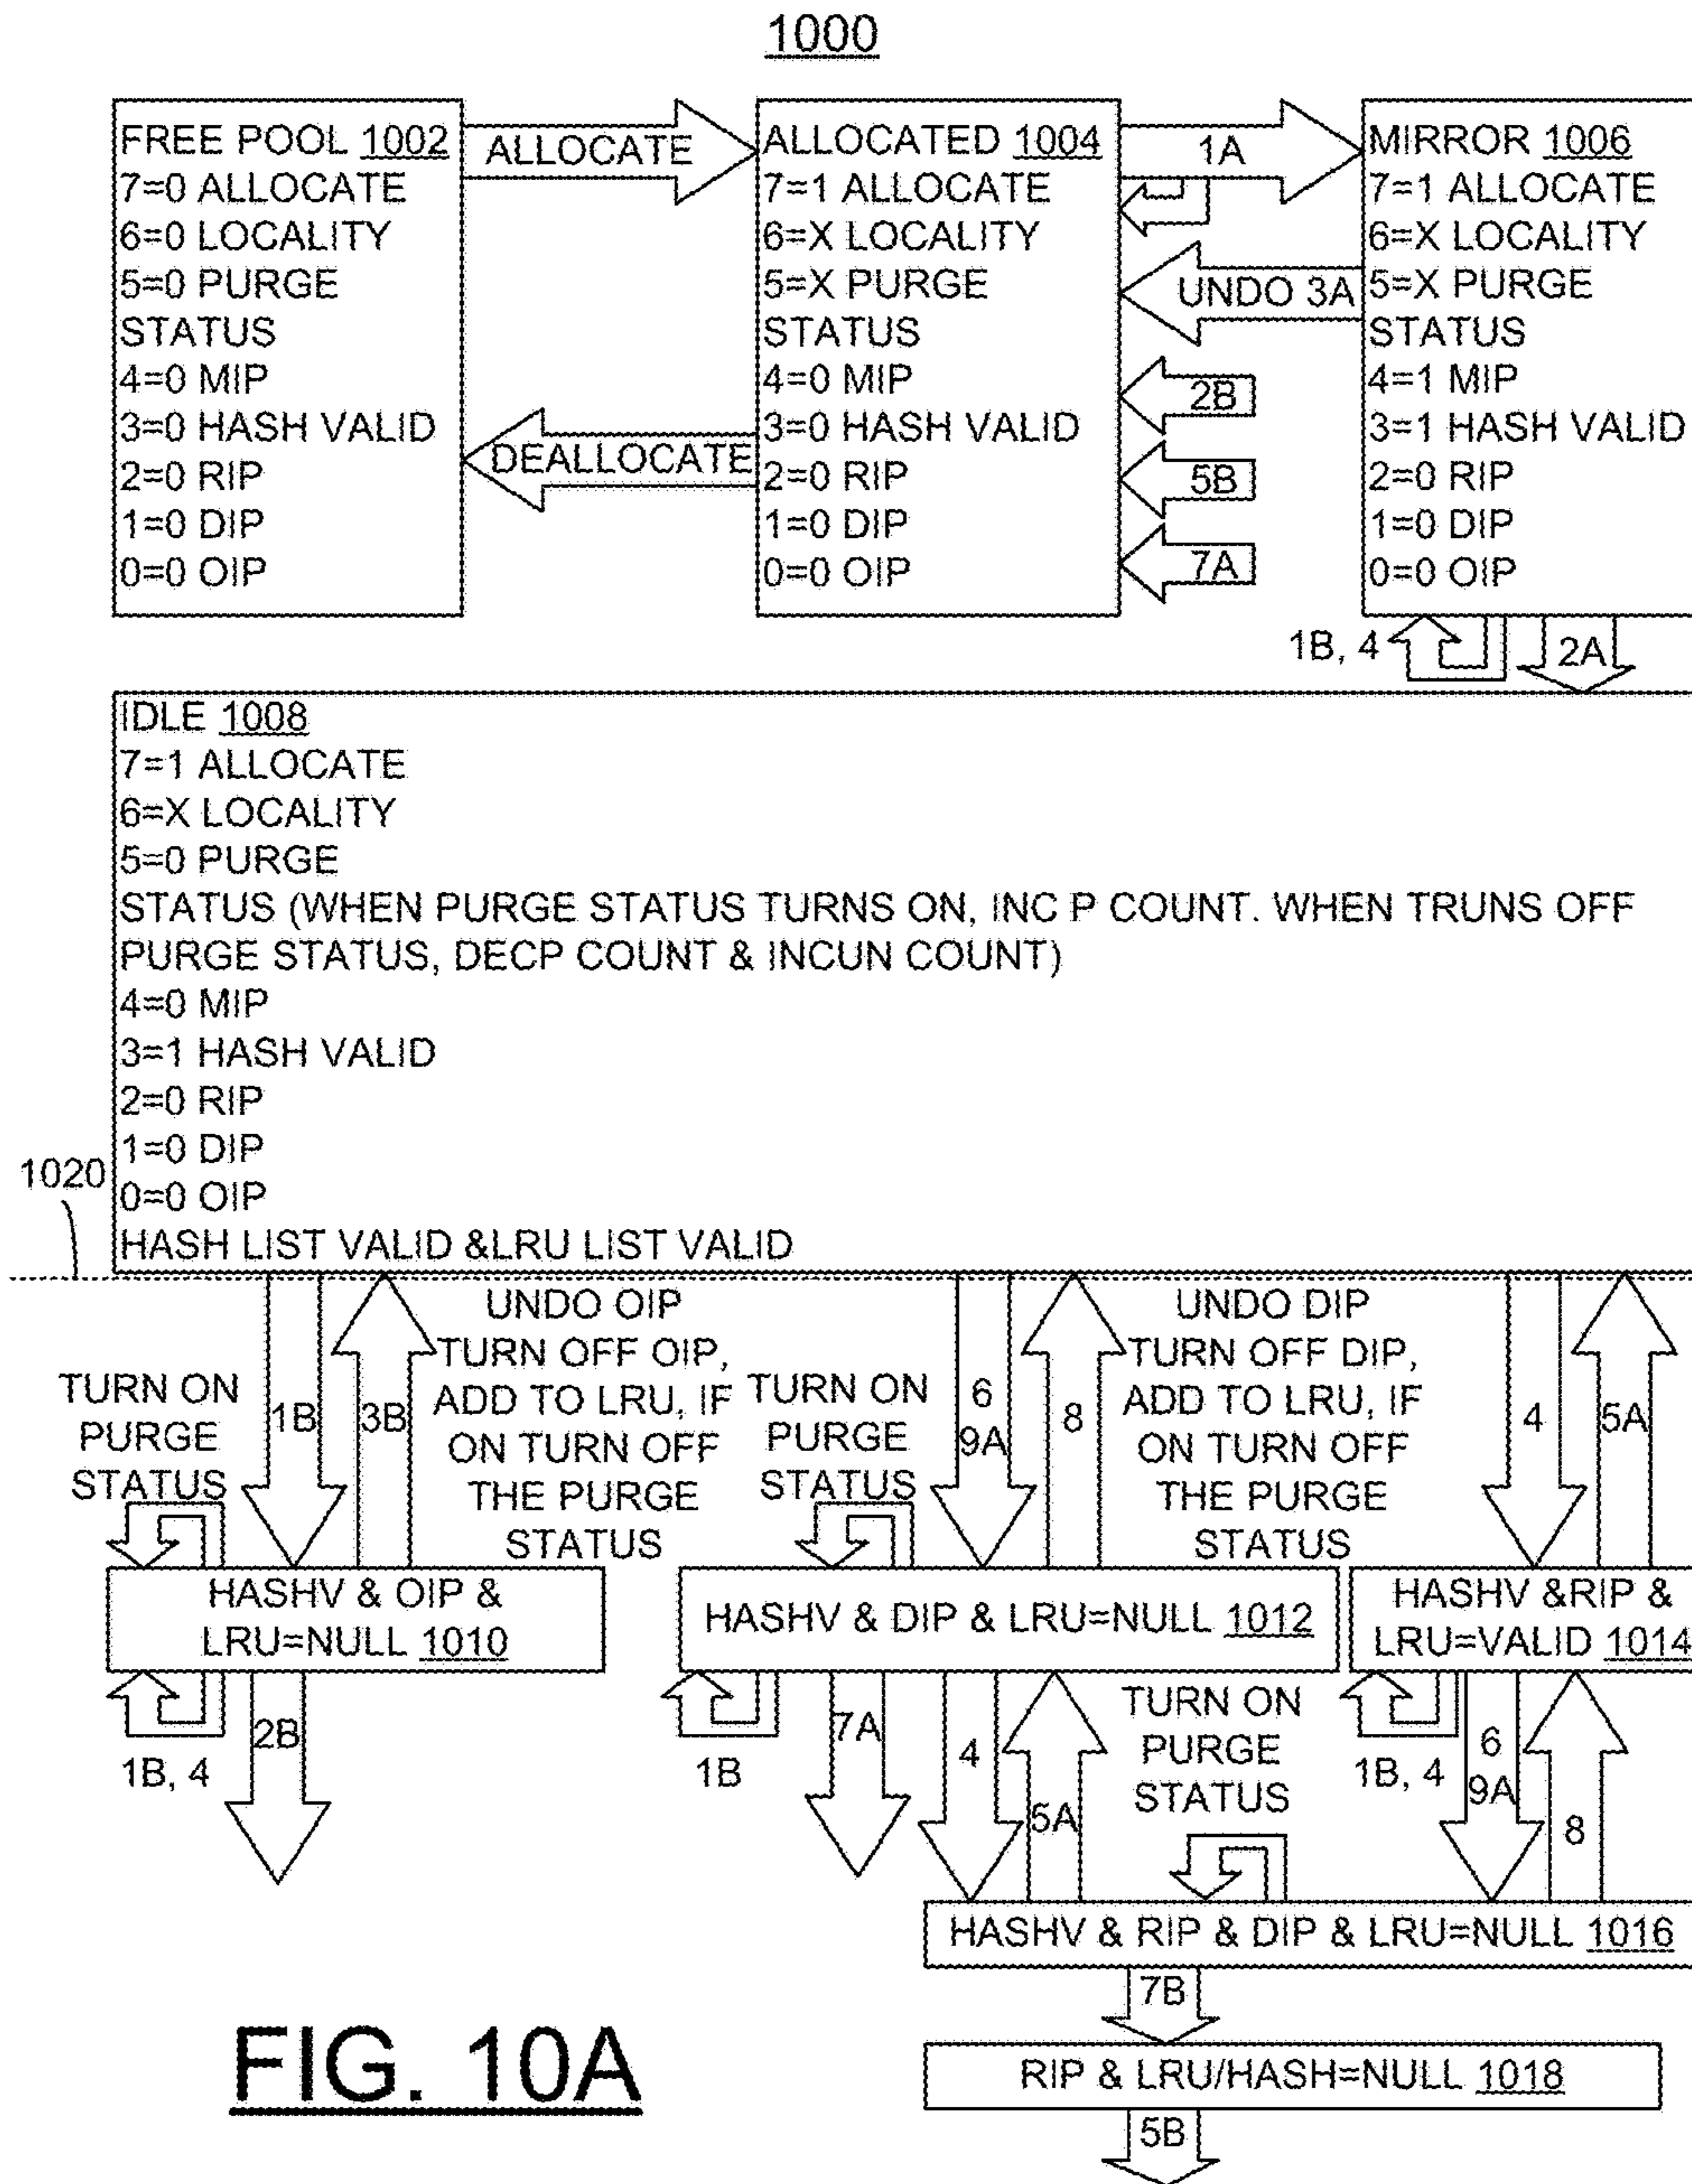 1000
FREE POOL 1002
7=0 ALLOCATE
6=0 LOCALITY
5=0 PURGE
STATUS
4=0 MIP
3=0 HASH VALID
2=0 RIP
1=0 DIP
0=0 OIP
ALLOCATE
DEALLOCATE
ALLOCATED 1004
7=1 ALLOCATE
6=X LOCALITY
5=X PURGE
STATUS
4=0 MIP
3=0 HASH VALID
2=0 RIP
1=0 DIP
0=0 OIP
1A
UNDO 3A
2B
5B
7A
MIRROR 1006
7=1 ALLOCATE
6=X LOCALITY
5=X PURGE
STATUS
4=1 MIP
3=1 HASH VALID
2=0 RIP
1=0 DIP
0=0 OIP
1B, 4
2A
IDLE 1008
7=1 ALLOCATE
6=X LOCALITY
5=0 PURGE
STATUS (WHEN PURGE STATUS TURNS ON, INC P COUNT. WHEN TRUNS OFF
PURGE STATUS, DECP COUNT & INCUN COUNT)
4=0 MIP
3=1 HASH VALID
2=0 RIP
1=0 DIP
0=0 OIP
HASH LIST VALID &LRU LIST VALID
1020
TURN ON
PURGE
STATUS
1B
3B
UNDO OIP
TURN OFF OIP,
ADD TO LRU, IF
ON TURN OFF
THE PURGE
STATUS
TURN ON
PURGE
STATUS
6
9A
8
UNDO DIP
TURN OFF DIP,
ADD TO LRU, IF
ON TURN OFF
THE PURGE
STATUS
4
5A
HASHV & OIP &
LRU=NULL 1010
HASHV & DIP & LRU=NULL 1012
HASHV &RIP &
LRU=VALID 1014
1B, 4
2B
1B
7A
4
5A
TURN ON
PURGE
STATUS
1B, 4
6
9A
8
HASHV & RIP & DIP & LRU=NULL 1016
7B
RIP & LRU/HASH=NULL 1018
5B
FIG. 10A